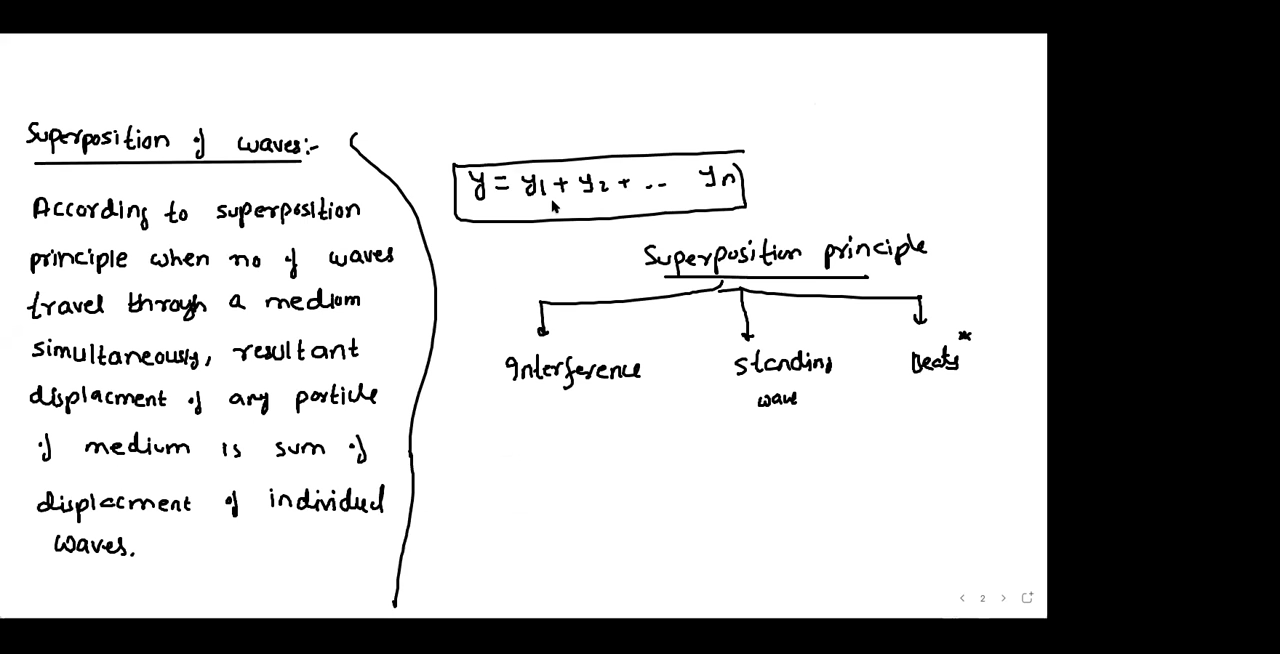 Superposition of waves:-
According to superposition
principle when no of waves
travel through a medium
simultaneously, resultant
displacment of any particle
of medium is sum of
displacment of individual
waves.
y = y1 + y2 + .. yn
Superposition principle
Interference
Standing
wave
Beats*
2